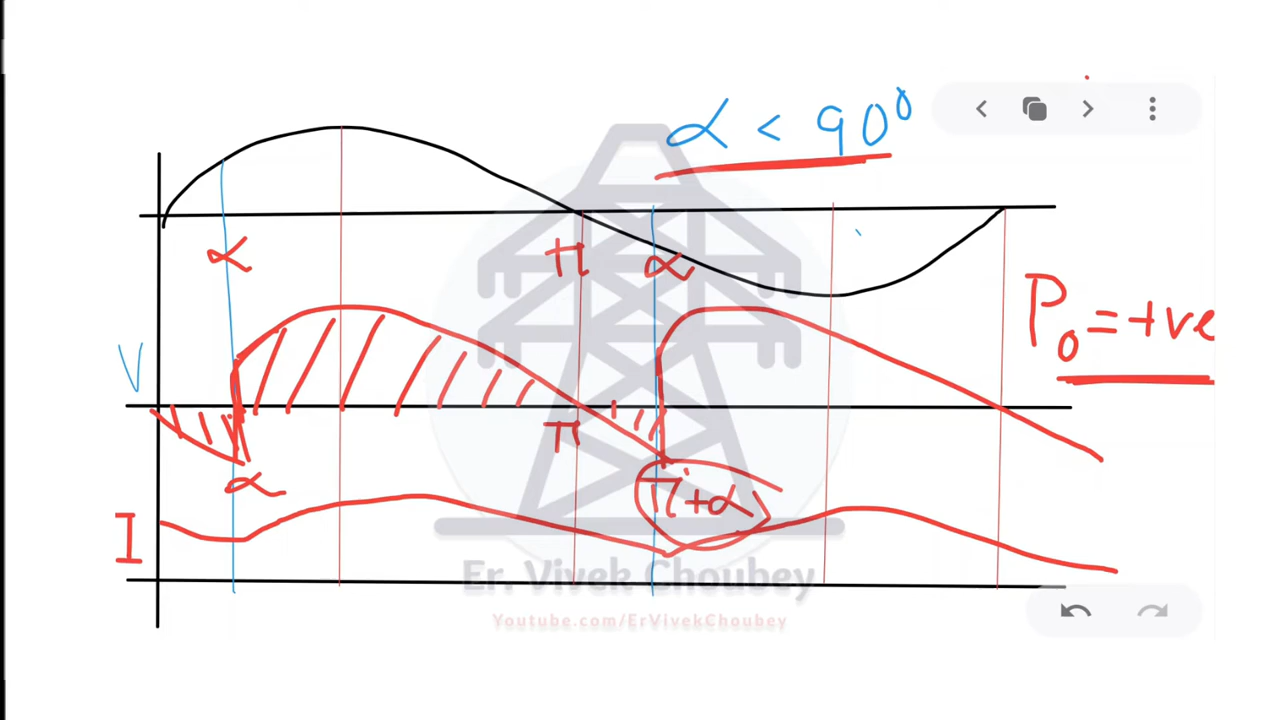 α < 90°
α
π
α
P₀ = +ve
V
π
α
π+α
I
Er. Vivek Choubey
Youtube.com/ErVivekChoubey